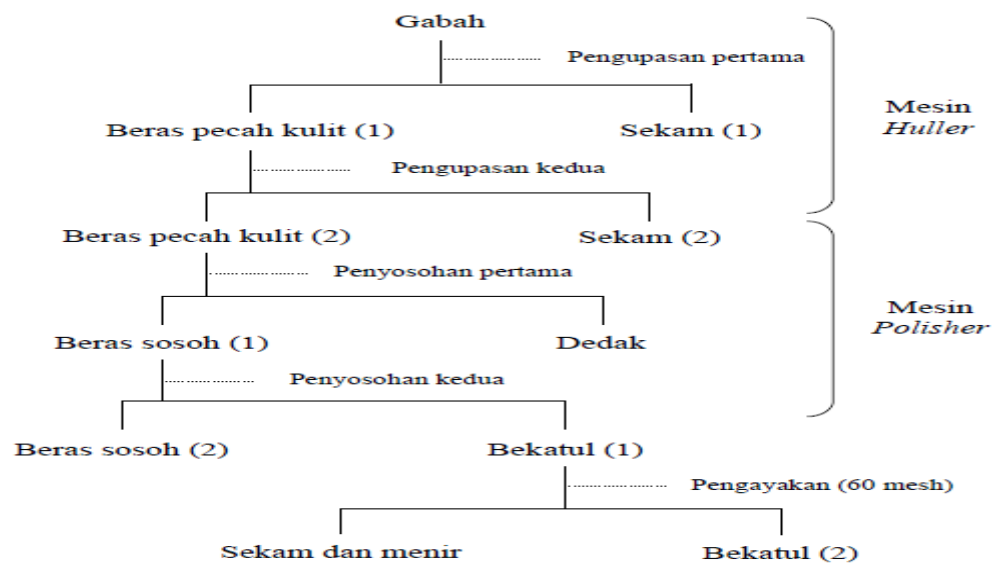 Gabah
Pengupasan pertama
Mesin
Huller
Beras pecah kulit (1)
Sekam (1)
Pengupasan kedua
Beras pecah kulit (2)
Sekam (2)
Penyosohan pertama
Mesin
Polisher
Beras sosoh (1)
Dedak
Penyosohan kedua
Beras sosoh (2)
Bekatul (1)
Pengayakan (60 mesh)
Sekam dan menir
Bekatul (2)